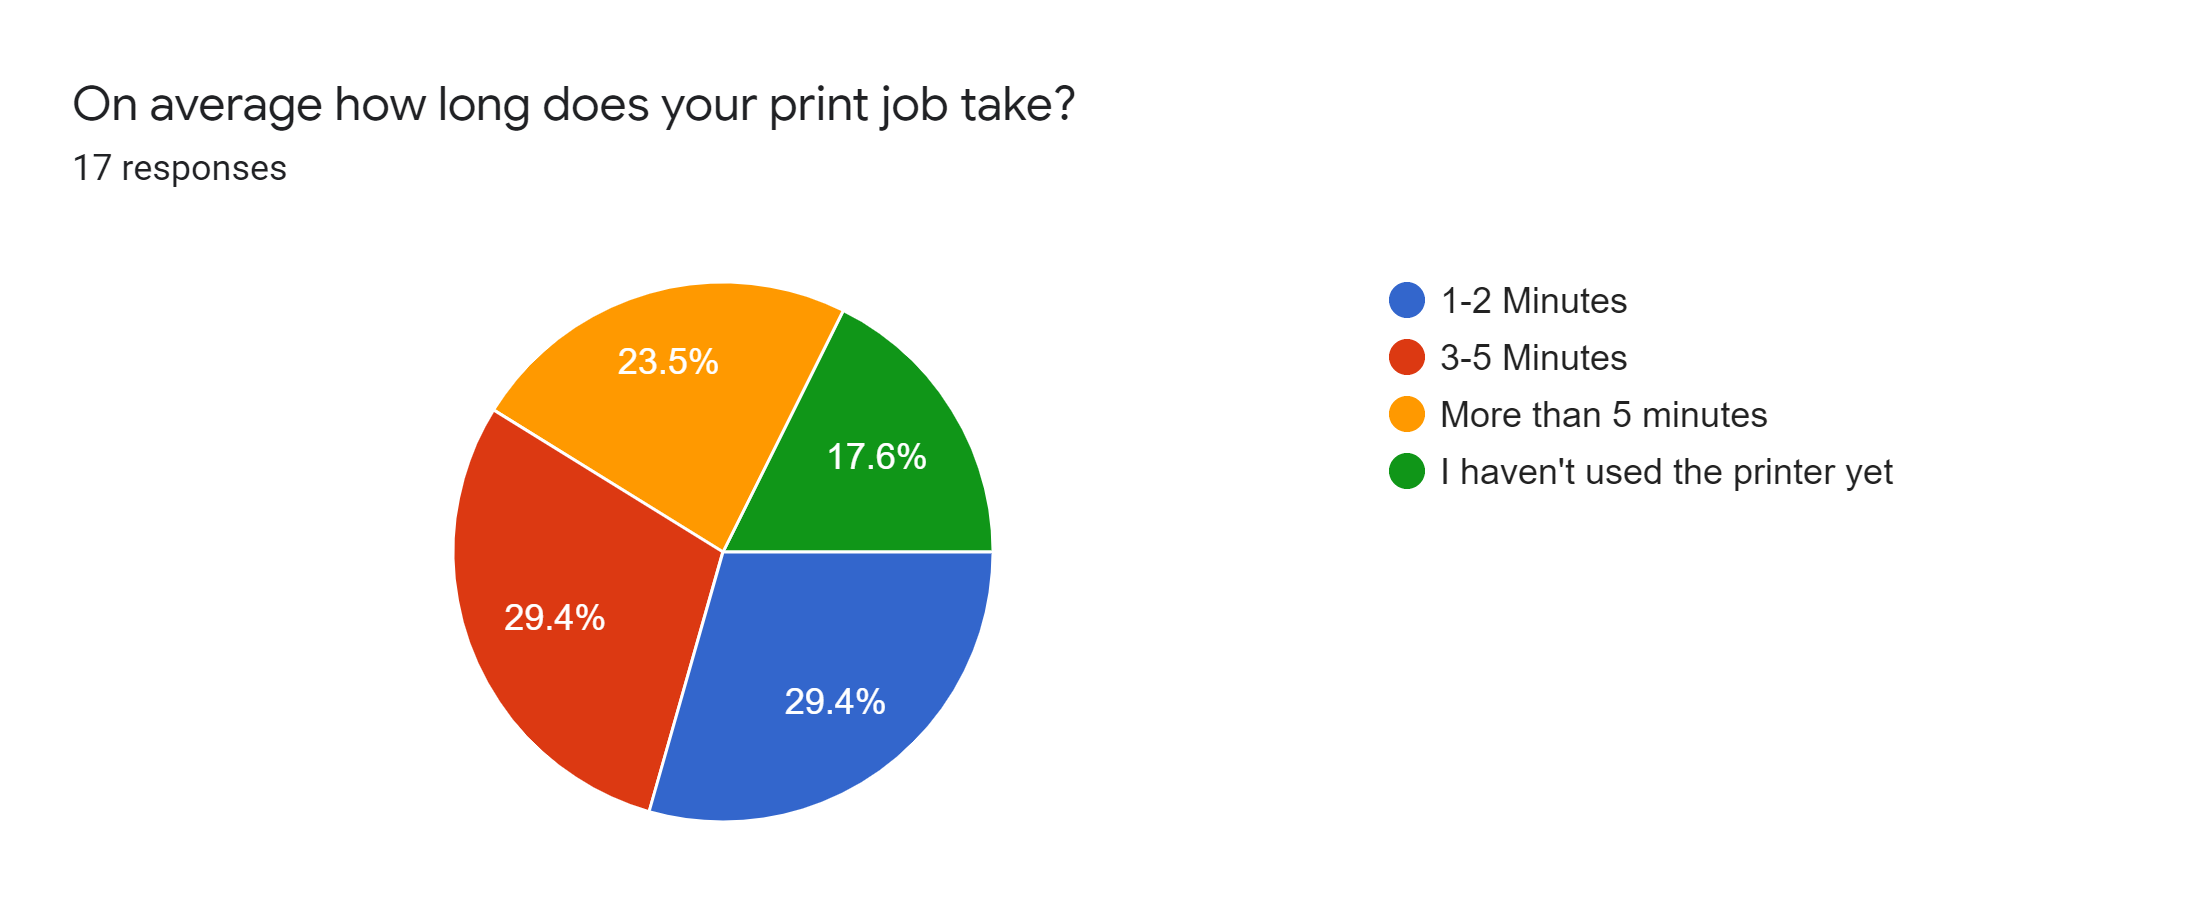 On average how long does your print job take?
17 responses
23.5%
17.6%
29.4%
29.4%
1-2 Minutes
3-5 Minutes
More than 5 minutes
I haven't used the printer yet